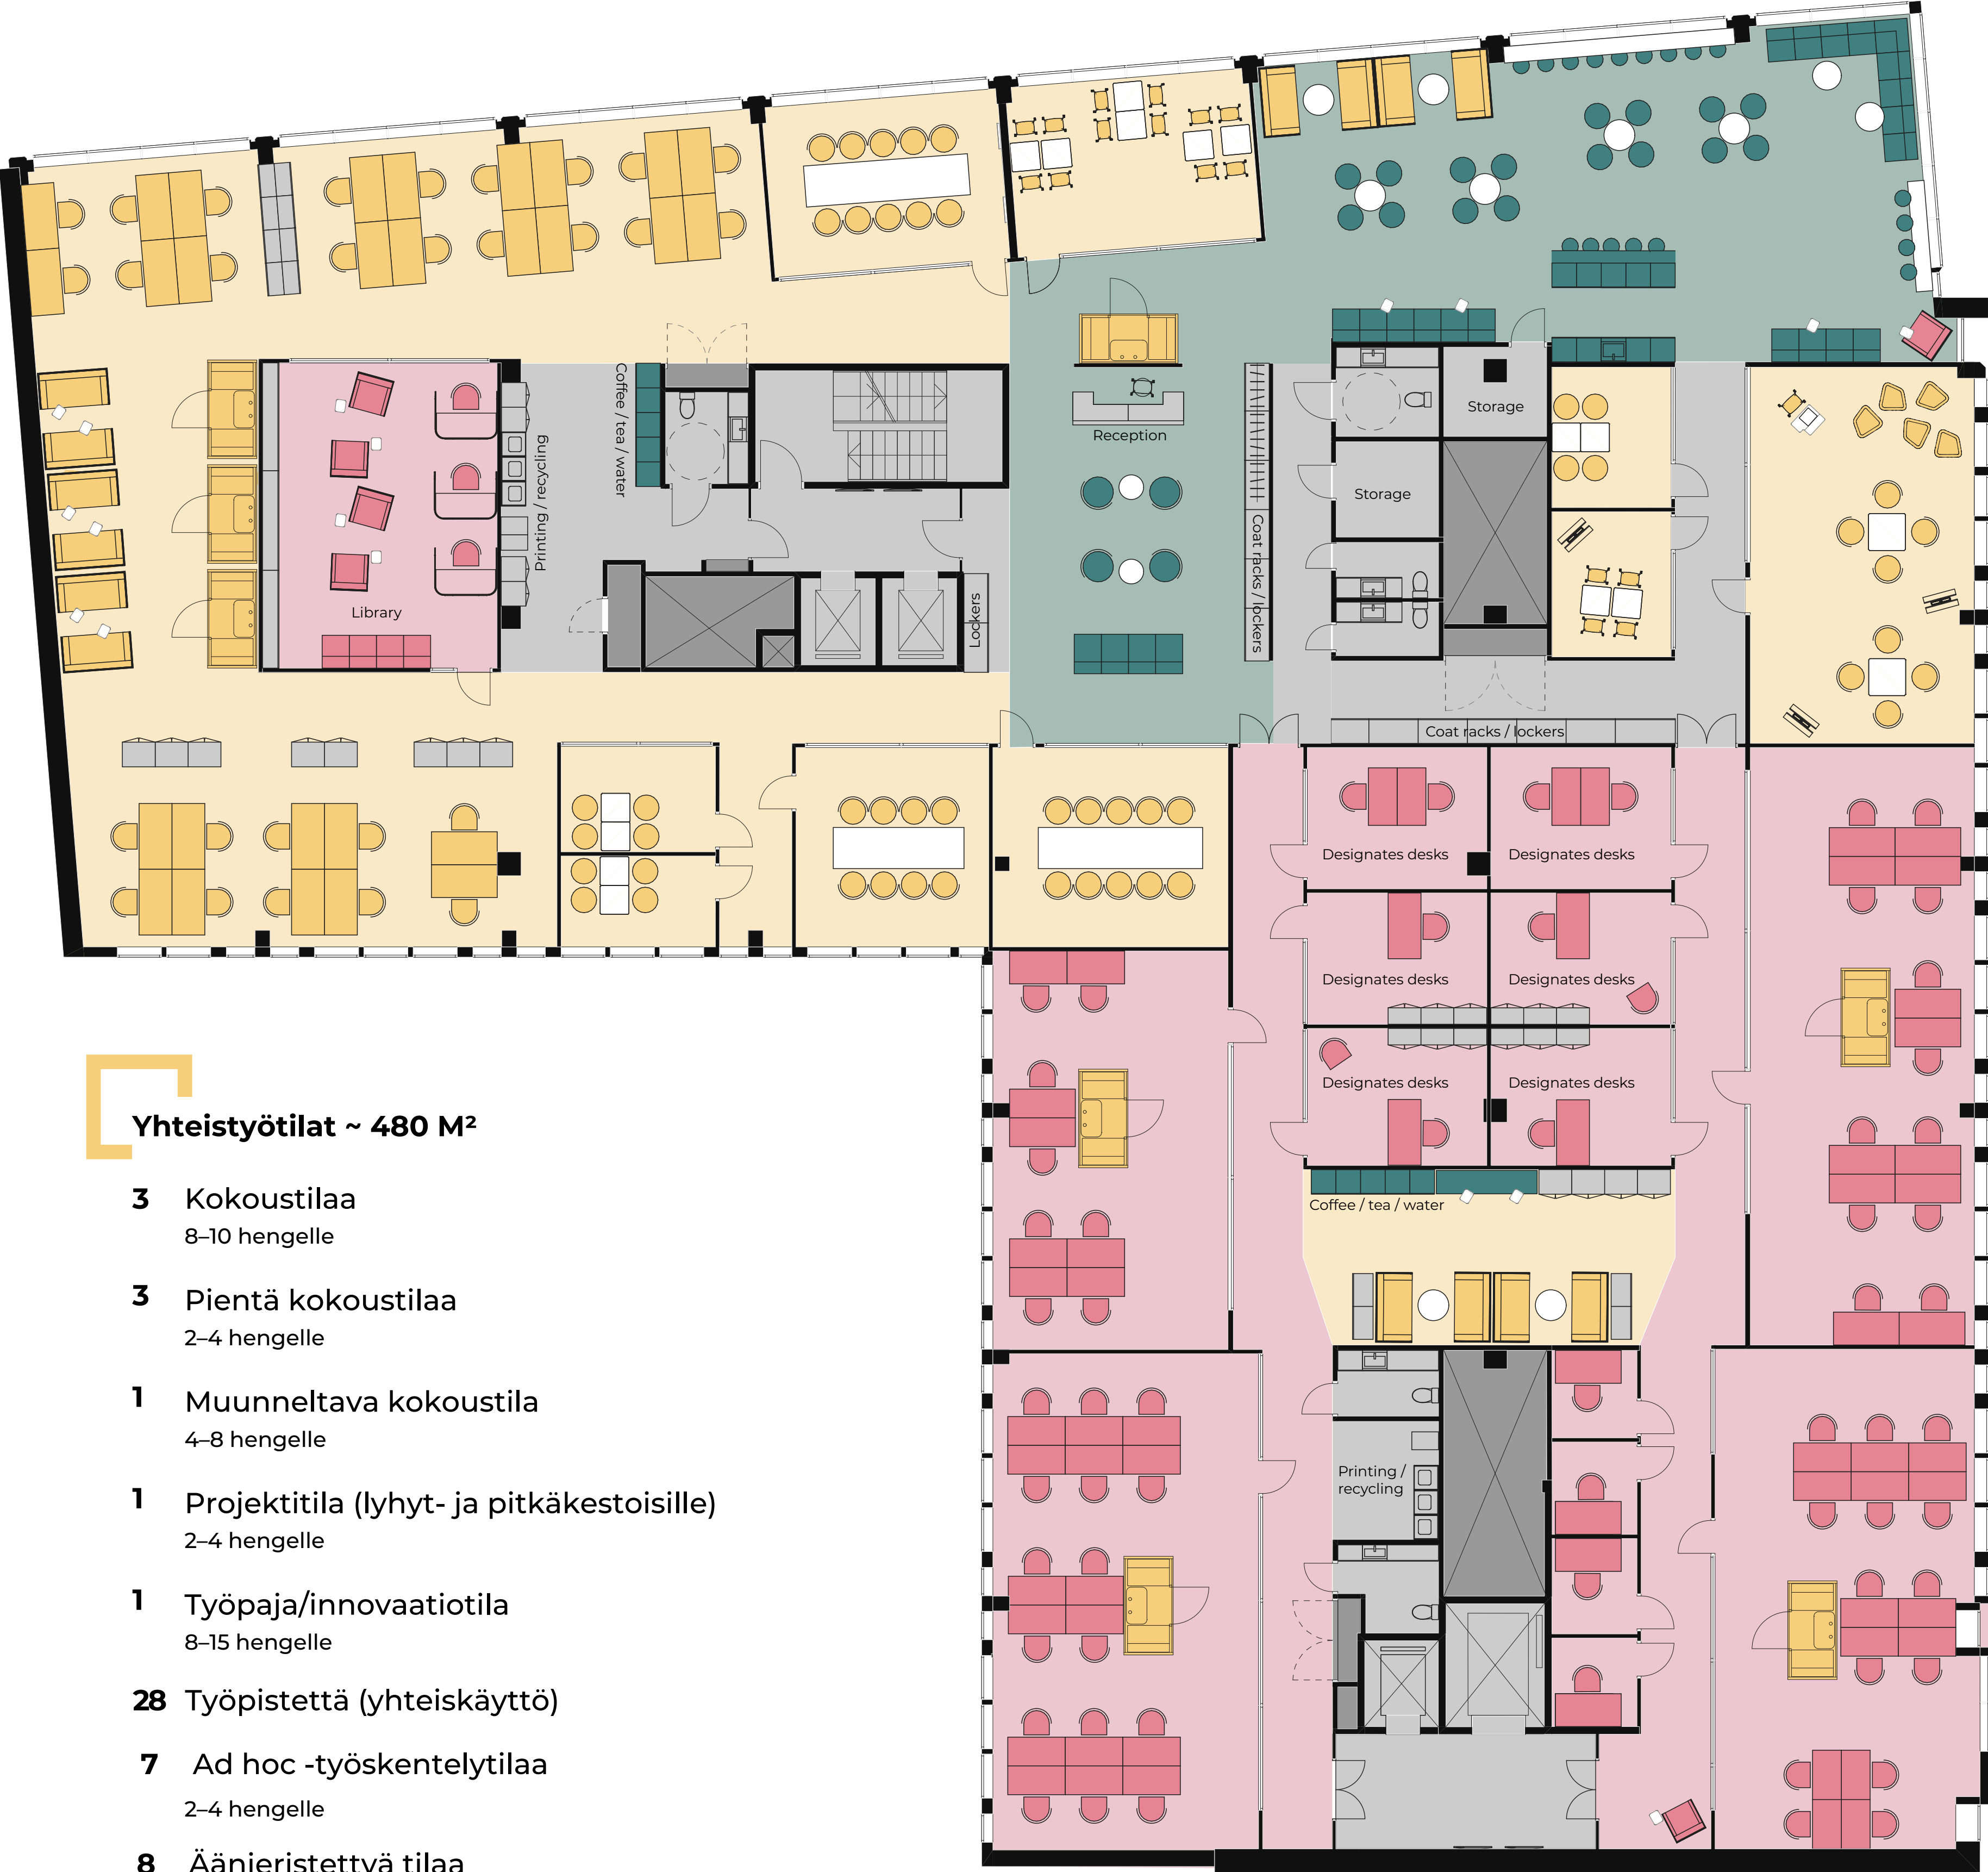 Reception
Storage
Storage
Coffee / tea / water
Printing / recycling
Library
Lockers
Coat racks / lockers
Coat racks / lockers
Designates desks
Designates desks
Designates desks
Designates desks
Designates desks
Designates desks
Coffee / tea / water
Printing /
recycling
Yhteistyötilat ~ 480 M²
3 Kokoustilaa
8–10 hengelle
3 Pientä kokoustilaa
2–4 hengelle
1 Muunneltava kokoustila
4–8 hengelle
1 Projektitila (lyhyt- ja pitkäkestoisille)
2–4 hengelle
1 Työpaja/innovaatiotila
8–15 hengelle
28 Työpistettä (yhteiskäyttö)
7 Ad hoc -työskentelytilaa
2–4 hengelle
8 Äänieristettyä tilaa